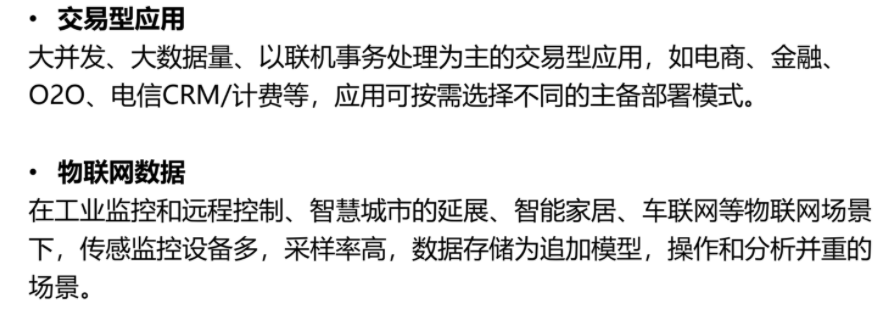 • 交易型应用
大并发、大数据量、以联机事务处理为主的交易型应用，如电商、金融、
O2O、电信CRM/计费等，应用可按需选择不同的主备部署模式。
• 物联网数据
在工业监控和远程控制、智慧城市的延展、智能家居、车联网等物联网场景
下，传感监控设备多，采样率高，数据存储为追加模型，操作和分析并重的
场景。